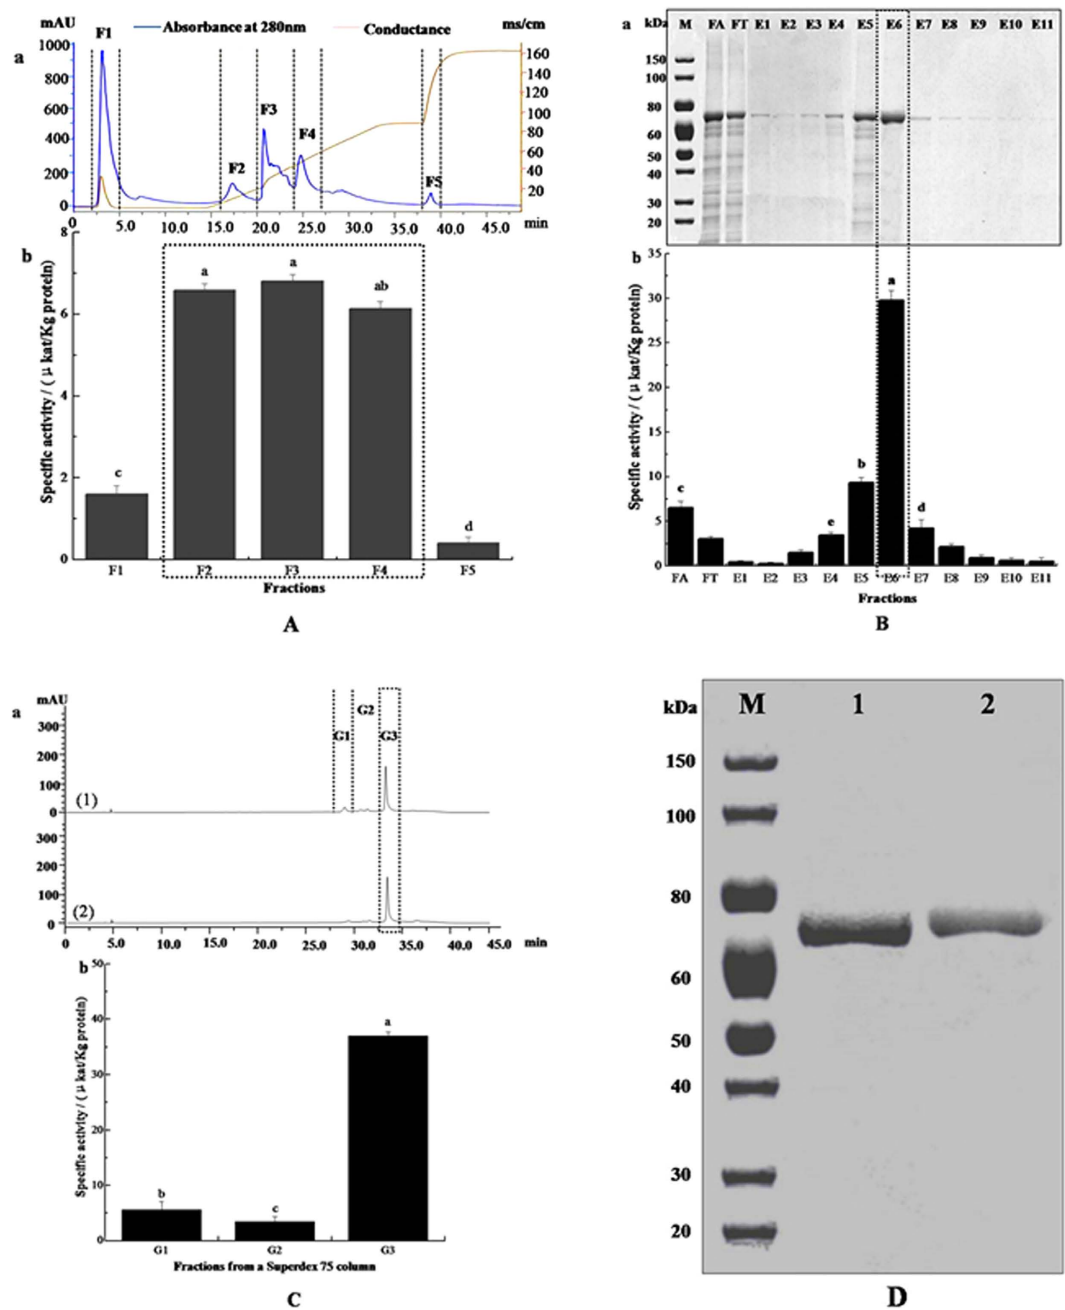 mAU Absorbance at 280nm Conductance ms/cm
a
F1 F2 F3 F4 F5
1000 800 600 400 200 0
160 140 120 100 80 60 40 20
0 5.0 10.0 15.0 20.0 25.0 30.0 35.0 40.0 45.0 min
b
Specific activity / ( μ kat/Kg protein)
8 6 4 2 0
c a a ab d
F1 F2 F3 F4 F5
Fractions
A
a kDa M FA FT E1 E2 E3 E4 E5 E6 E7 E8 E9 E10 E11
150
100
80
60
50
40
30
20
b
Specific activity / ( μ kat/Kg protein)
35 30 25 20 15 10 5 0
c e b a d
FA FT E1 E2 E3 E4 E5 E6 E7 E8 E9 E10 E11
Fractions
B
a mAU
G1 G2 G3
300 200 100 0
(1)
300 200 100 0
(2)
0 5.0 10.0 15.0 20.0 25.0 30.0 35.0 40.0 45.0 min
b
Specific activity / ( μ kat/Kg protein)
50 40 30 20 10 0
b c a
G1 G2 G3
Fractions from a Superdex 75 column
C
kDa M 1 2
150
100
80
60
50
40
30
20
D